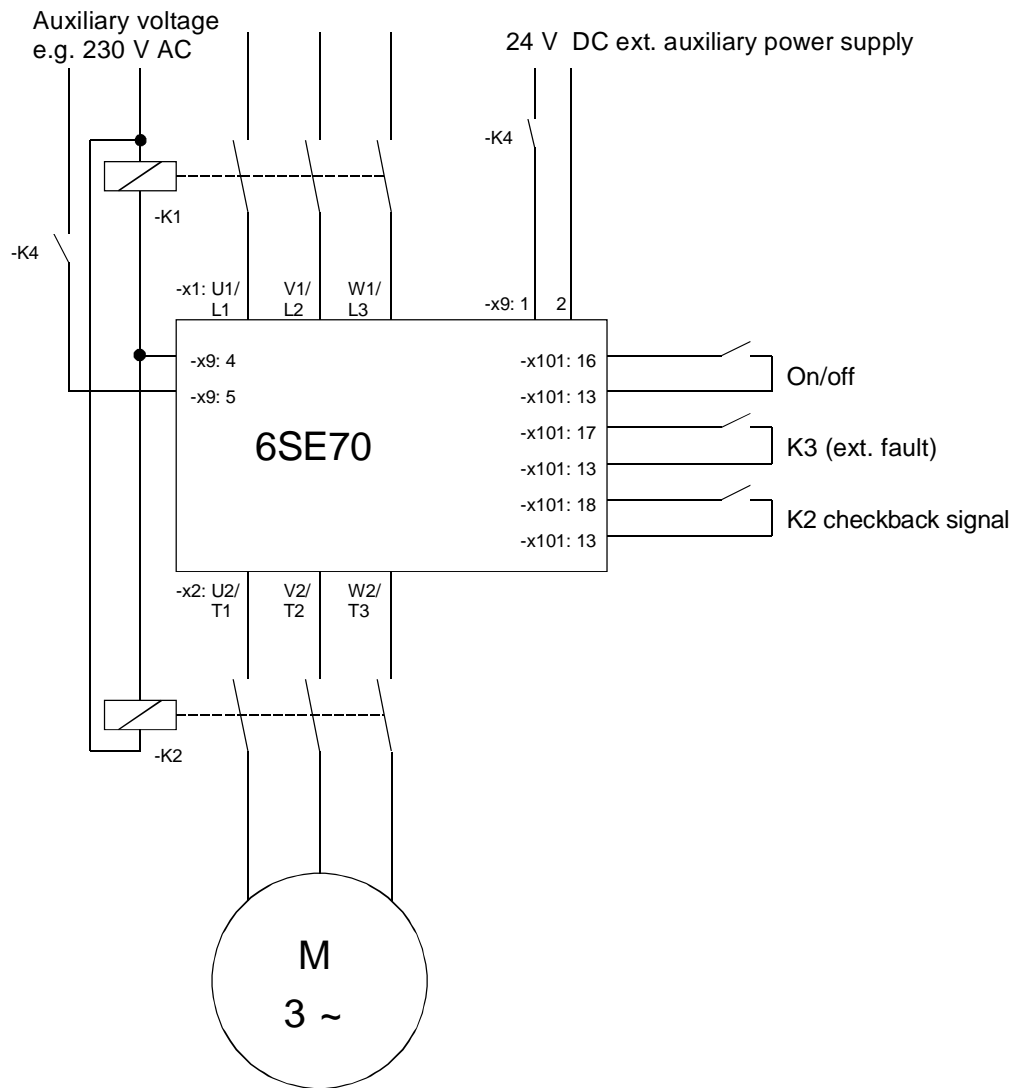 Auxiliary voltage
e.g. 230 V AC
24 V DC ext. auxiliary power supply
-K4
-K1
-K4
-x1: U1/ V1/ W1/
L1 L2 L3
-x9: 1 2
-x9: 4
-x9: 5
6SE70
-x101: 16
-x101: 13
On/off
-x101: 17
-x101: 13
K3 (ext. fault)
-x101: 18
-x101: 13
K2 checkback signal
-x2: U2/ V2/ W2/
T1 T2 T3
-K2
M
3 ~